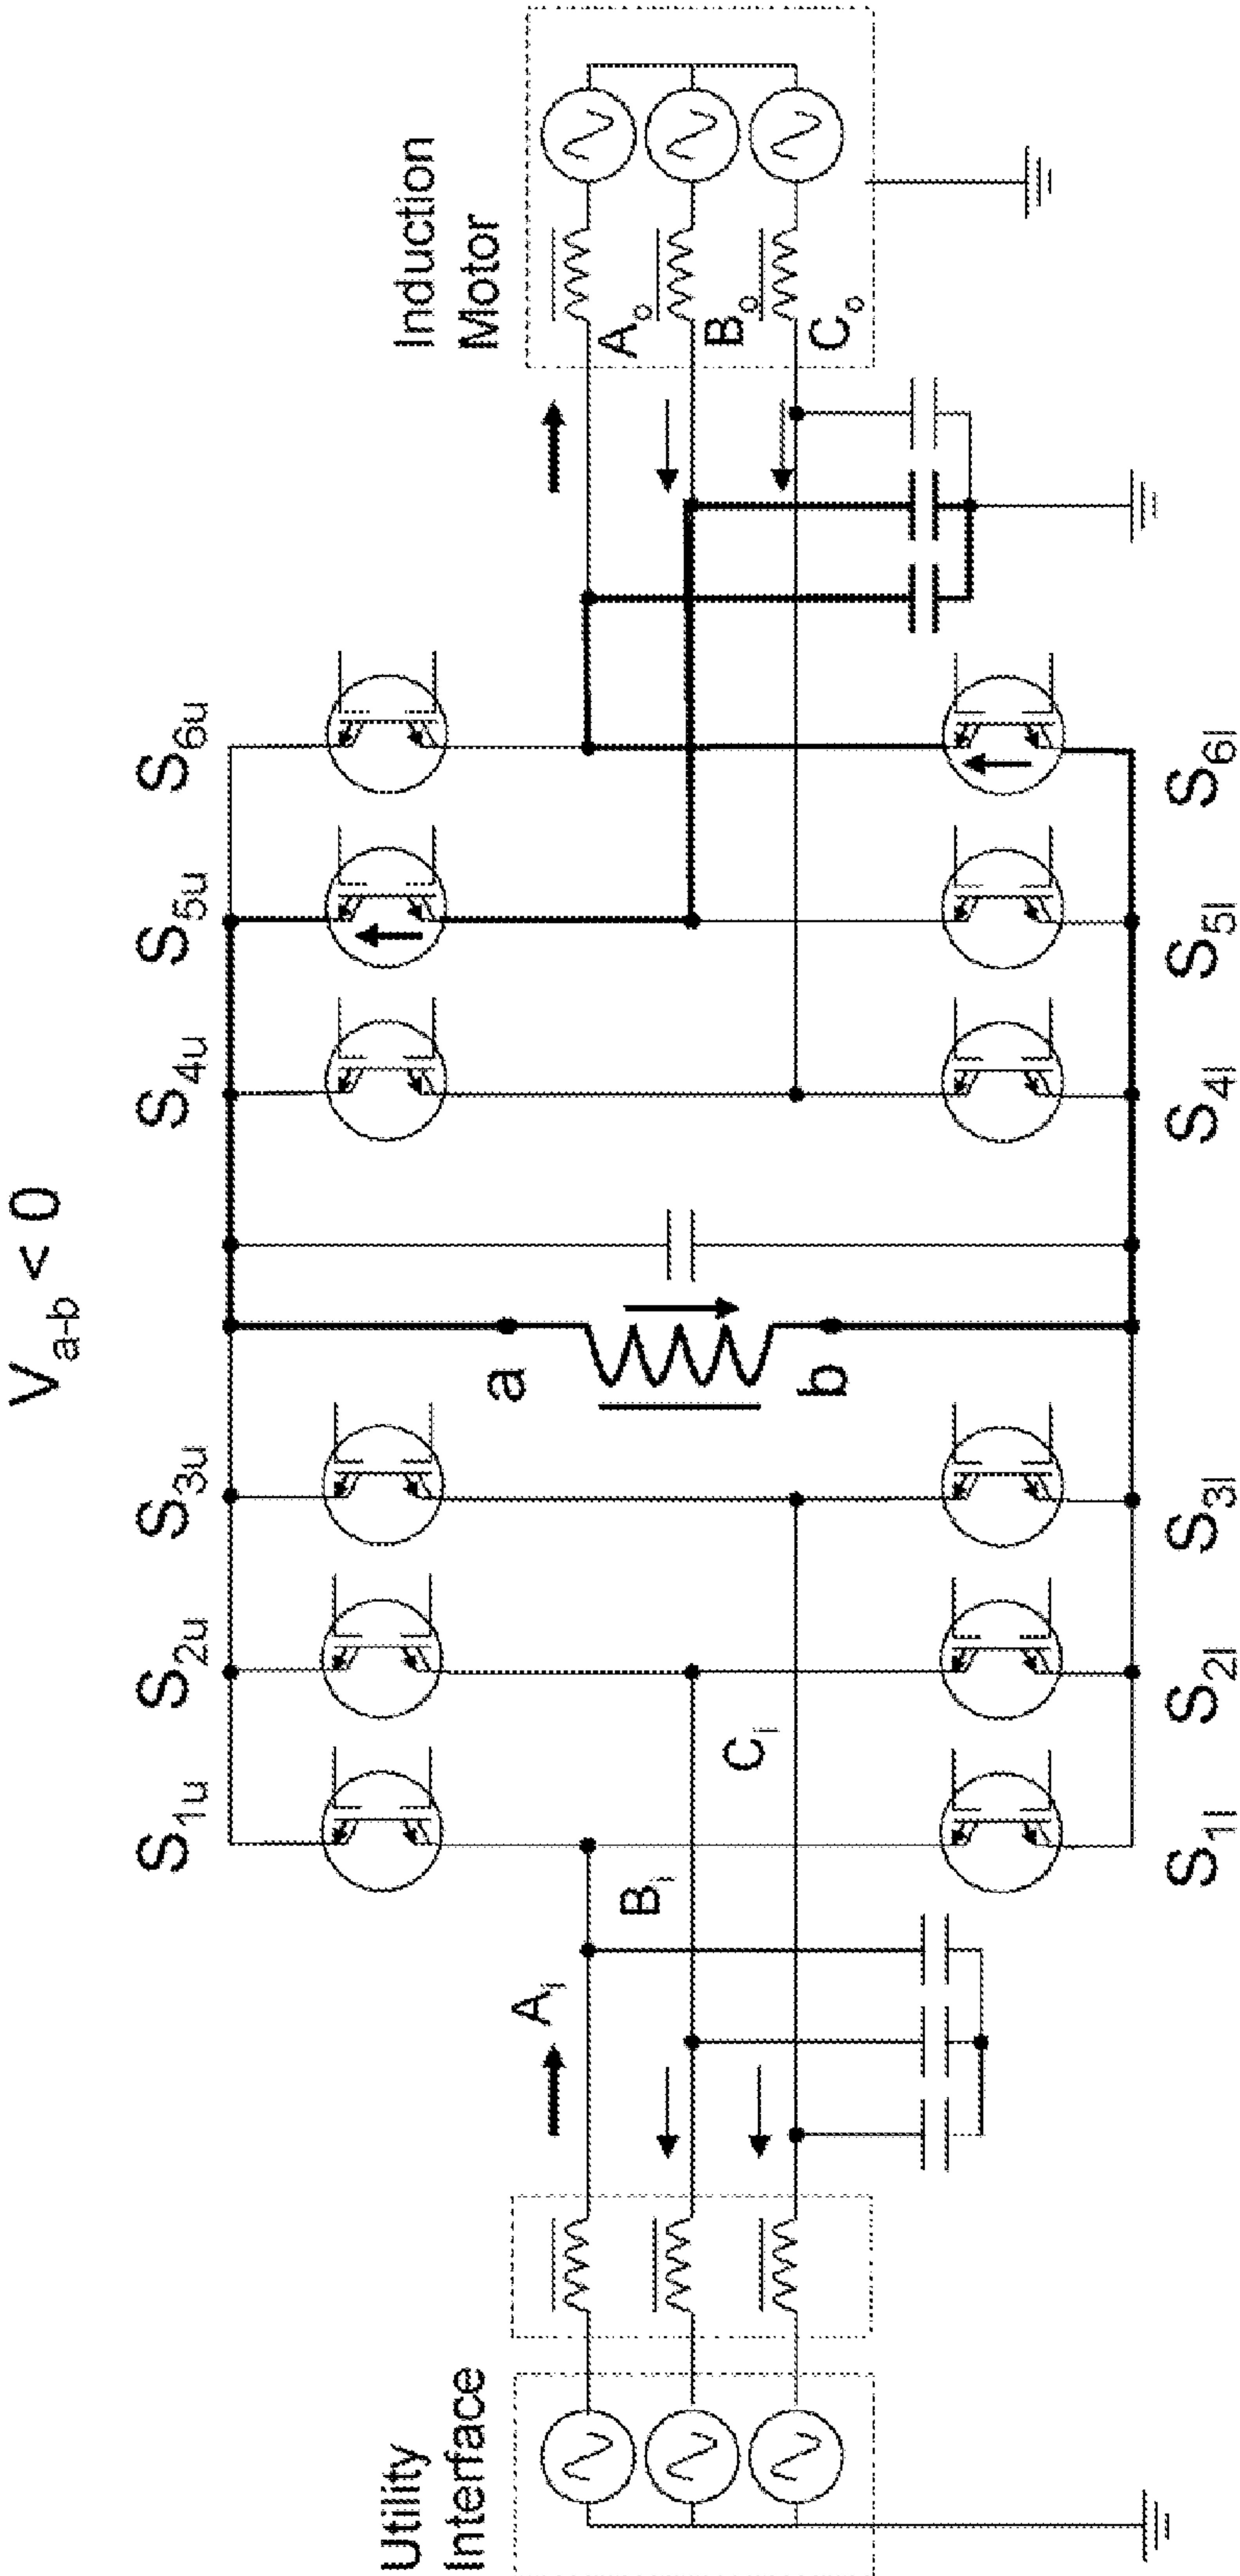 V a-b < 0
S1u S2u S3u S4u S5u S6u
Utility
Interface
Induction
Motor
Ai
Bi
Ci
a
b
Ao
Bo
Co
S1l S2l S3l S4l S5l S6l